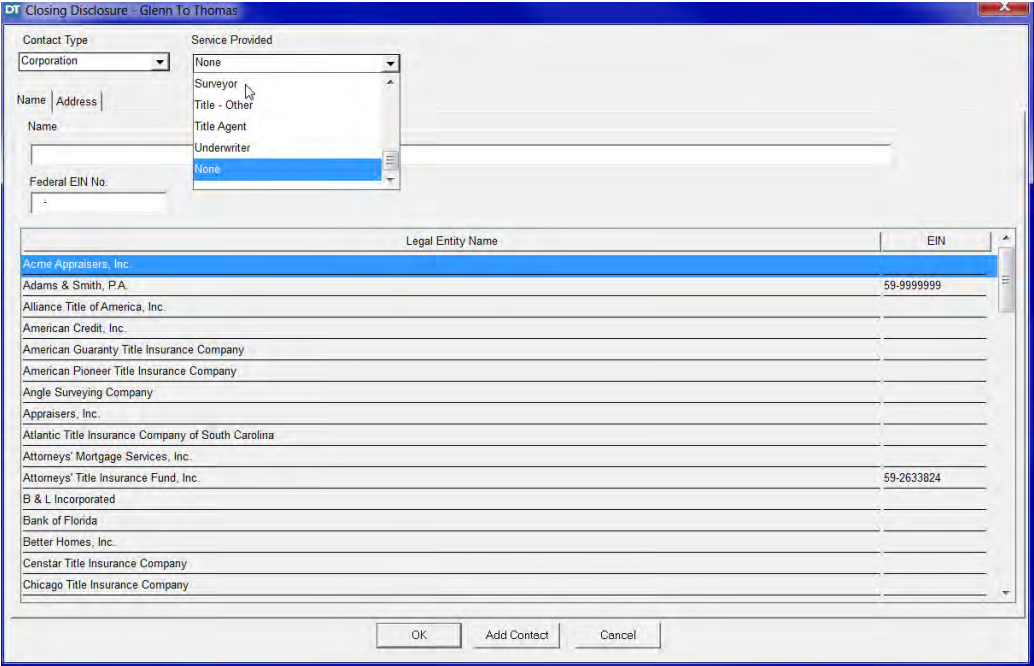 DT Closing Disclosure - Glenn To Thomas X
Contact Type Service Provided
Corporation None
Surveyor
Name Address Title - Other
Name Title Agent
Underwriter
None
Federal EIN No.
-
Legal Entity Name EIN
Acme Appraisers, Inc.
Adams & Smith, P.A. 59-9999999
Alliance Title of America, Inc.
American Credit, Inc.
American Guaranty Title Insurance Company
American Pioneer Title Insurance Company
Angle Surveying Company
Appraisers, Inc.
Atlantic Title Insurance Company of South Carolina
Attorneys' Mortgage Services, Inc.
Attorneys' Title Insurance Fund, Inc. 59-2633824
B & L Incorporated
Bank of Florida
Better Homes, Inc.
Censtar Title Insurance Company
Chicago Title Insurance Company
OK Add Contact Cancel